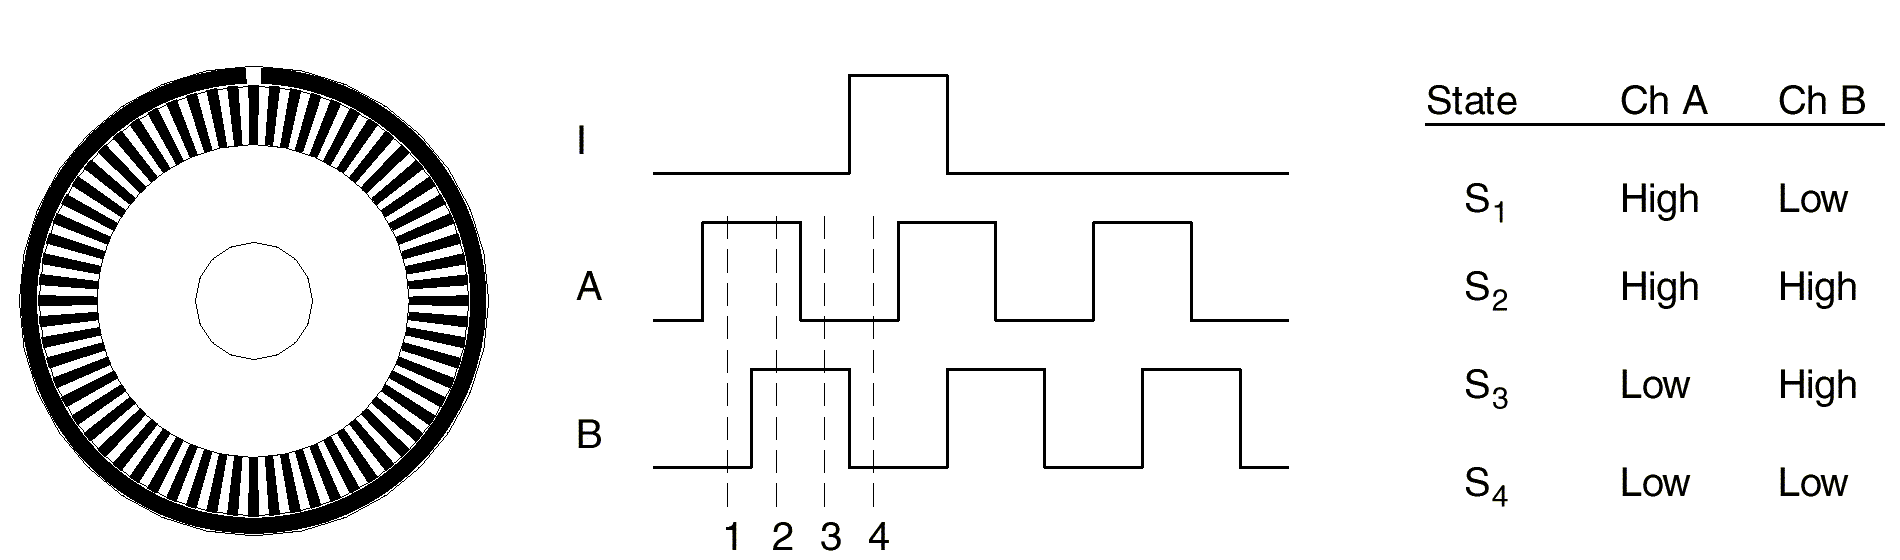 I
A
B
1 2 3 4
State Ch A Ch B
S1 High Low
S2 High High
S3 Low High
S4 Low Low